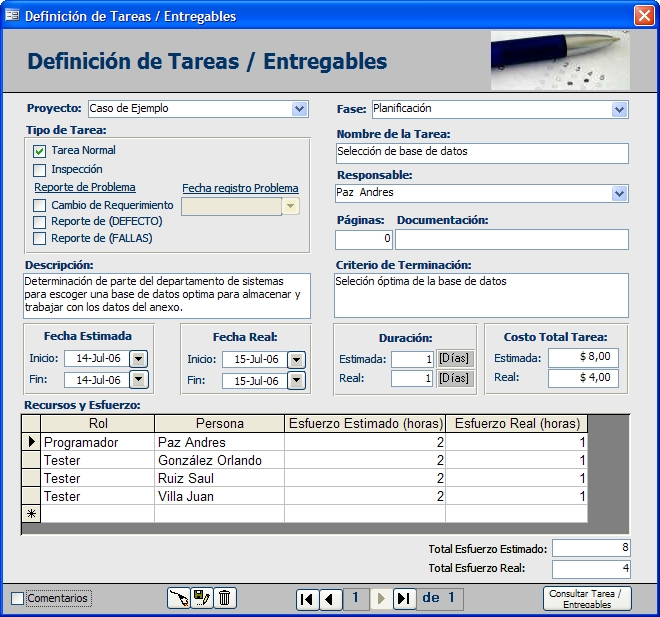 Definición de Tareas / Entregables
Definición de Tareas / Entregables
Proyecto: Caso de Ejemplo
Fase: Planificación
Tipo de Tarea:
Tarea Normal
Inspección
Reporte de Problema
Fecha registro Problema
Cambio de Requerimiento
Reporte de (DEFECTO)
Reporte de (FALLAS)
Nombre de la Tarea:
Selección de base de datos
Responsable:
Paz Andres
Páginas: Documentación:
0
Descripción:
Determinación de parte del departamento de sistemas
para escoger una base de datos optima para almacenar y
trabajar con los datos del anexo.
Criterio de Terminación:
Seleción óptima de la base de datos
Fecha Estimada
Inicio: 14-Jul-06
Fin: 14-Jul-06
Fecha Real:
Inicio: 15-Jul-06
Fin: 15-Jul-06
Duración:
Estimada: 1 [Días]
Real: 1 [Días]
Costo Total Tarea:
Estimada: $ 8,00
Real: $ 4,00
Recursos y Esfuerzo:
Rol Persona Esfuerzo Estimado (horas) Esfuerzo Real (horas)
Programador Paz Andres 2 1
Tester González Orlando 2 1
Tester Ruiz Saul 2 1
Tester Villa Juan 2 1
Total Esfuerzo Estimado: 8
Total Esfuerzo Real: 4
Comentarios
1 de 1
Consultar Tarea /
Entregables